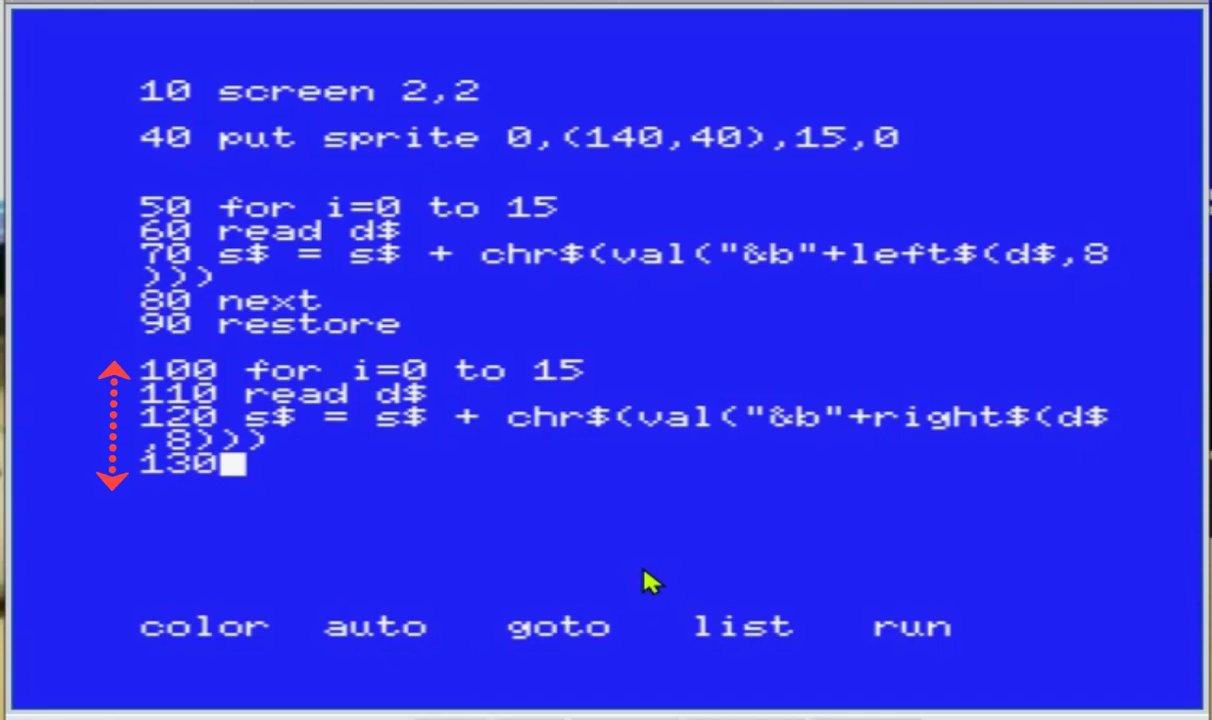 10 screen 2,2
40 put sprite 0,(140,40),15,0
50 for i=0 to 15
60 read d$
70 s$ = s$ + chr$(val("&b"+left$(d$,8
)))
80 next
90 restore
100 for i=0 to 15
110 read d$
120 s$ = s$ + chr$(val("&b"+right$(d$
,8)))
130
color auto goto list run